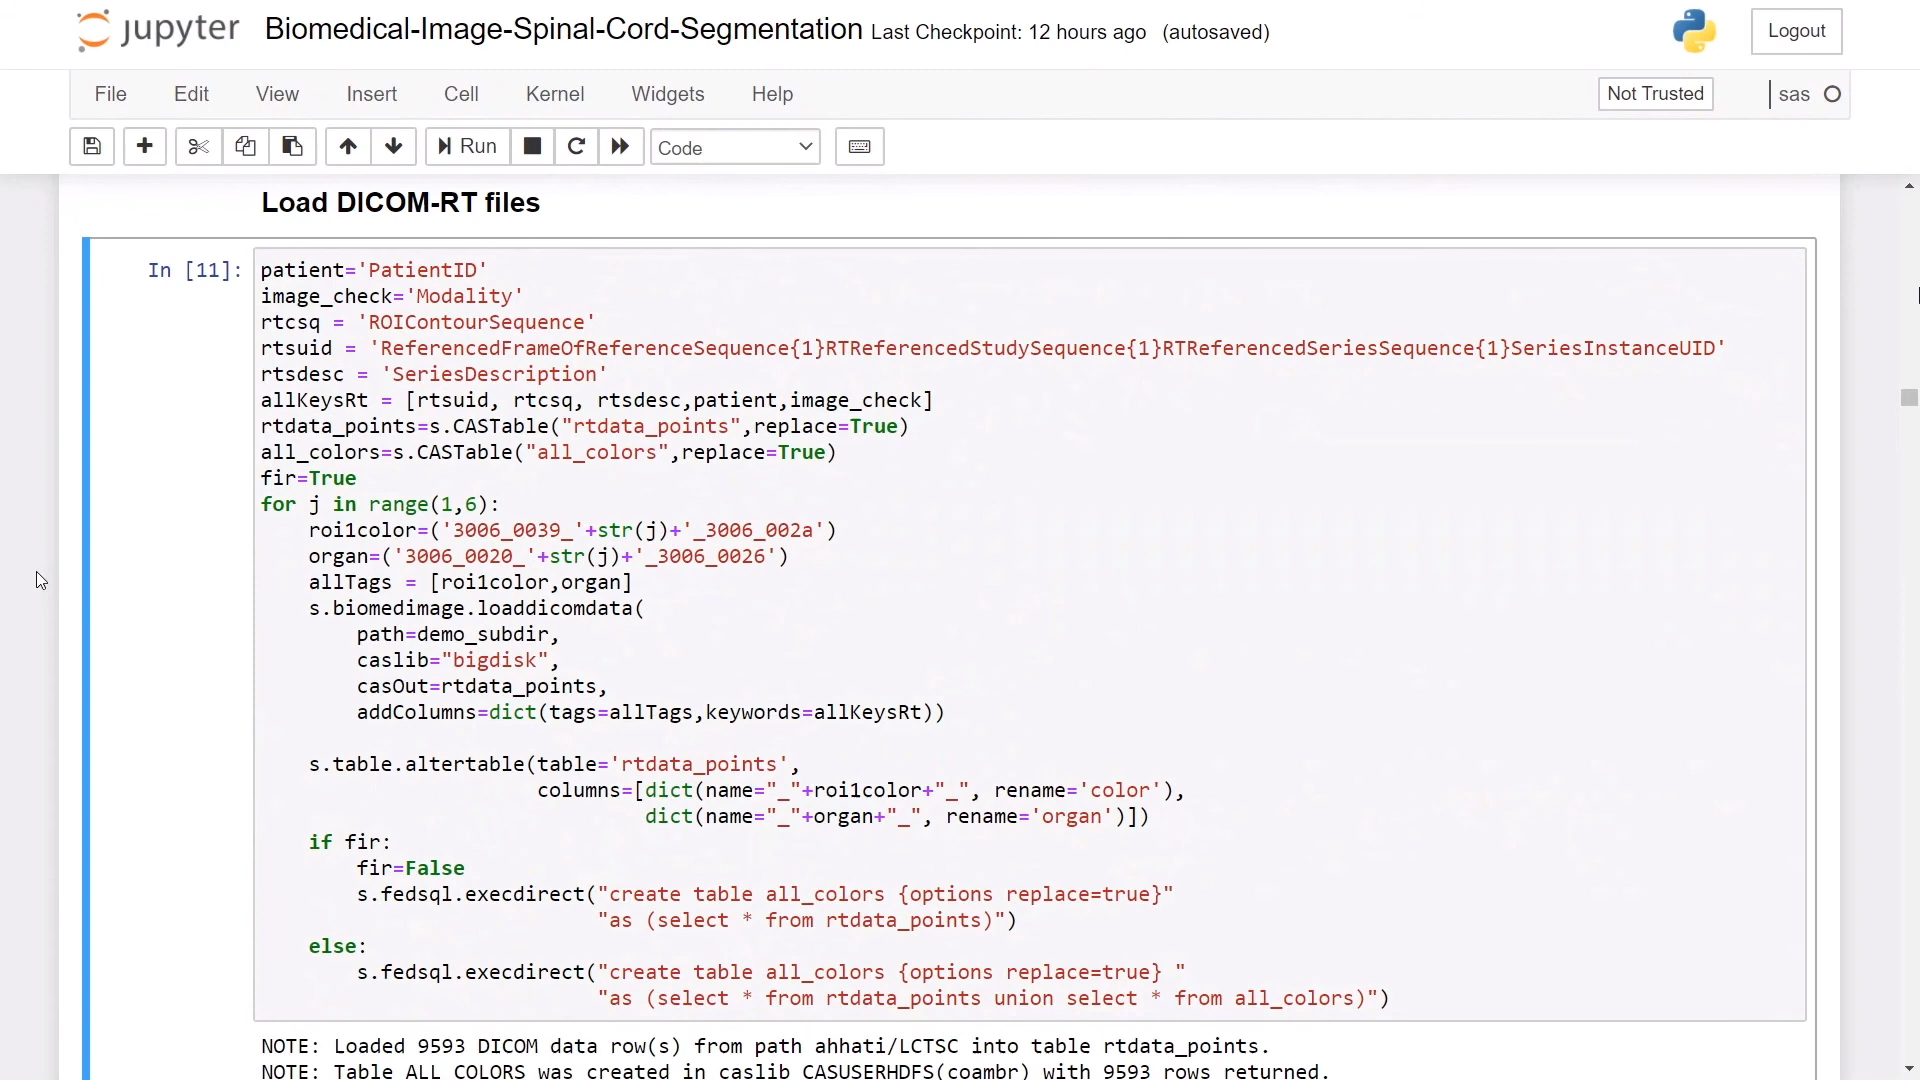 jupyter Biomedical-Image-Spinal-Cord-Segmentation Last Checkpoint: 12 hours ago (autosaved) Logout
File Edit View Insert Cell Kernel Widgets Help Not Trusted sas
Run Code
Load DICOM-RT files
In [11]: patient='PatientID'
image_check='Modality'
rtcsq = 'ROIContourSequence'
rtsuid = 'ReferencedFrameOfReferenceSequence{1}RTReferencedStudySequence{1}RTReferencedSeriesSequence{1}SeriesInstanceUID'
rtsdesc = 'SeriesDescription'
allKeysRt = [rtsuid, rtcsq, rtsdesc,patient,image_check]
rtdata_points=s.CASTable("rtdata_points",replace=True)
all_colors=s.CASTable("all_colors",replace=True)
fir=True
for j in range(1,6):
    roi1color=('3006_0039_'+str(j)+'_3006_002a')
    organ=('3006_0020_'+str(j)+'_3006_0026')
    allTags = [roi1color,organ]
    s.biomedimage.loaddicomdata(
        path=demo_subdir,
        caslib="bigdisk",
        casOut=rtdata_points,
        addColumns=dict(tags=allTags,keywords=allKeysRt))
    s.table.altertable(table='rtdata_points',
                       columns=[dict(name="_"+roi1color+"_", rename='color'),
                                dict(name="_"+organ+"_", rename='organ')])
    if fir:
        fir=False
        s.fedsql.execdirect("create table all_colors {options replace=true}"
                            "as (select * from rtdata_points)")
    else:
        s.fedsql.execdirect("create table all_colors {options replace=true} "
                            "as (select * from rtdata_points union select * from all_colors)")
NOTE: Loaded 9593 DICOM data row(s) from path ahhati/LCTSC into table rtdata_points.
NOTE: Table ALL_COLORS was created in caslib CASUSERHDFS(coambr) with 9593 rows returned.